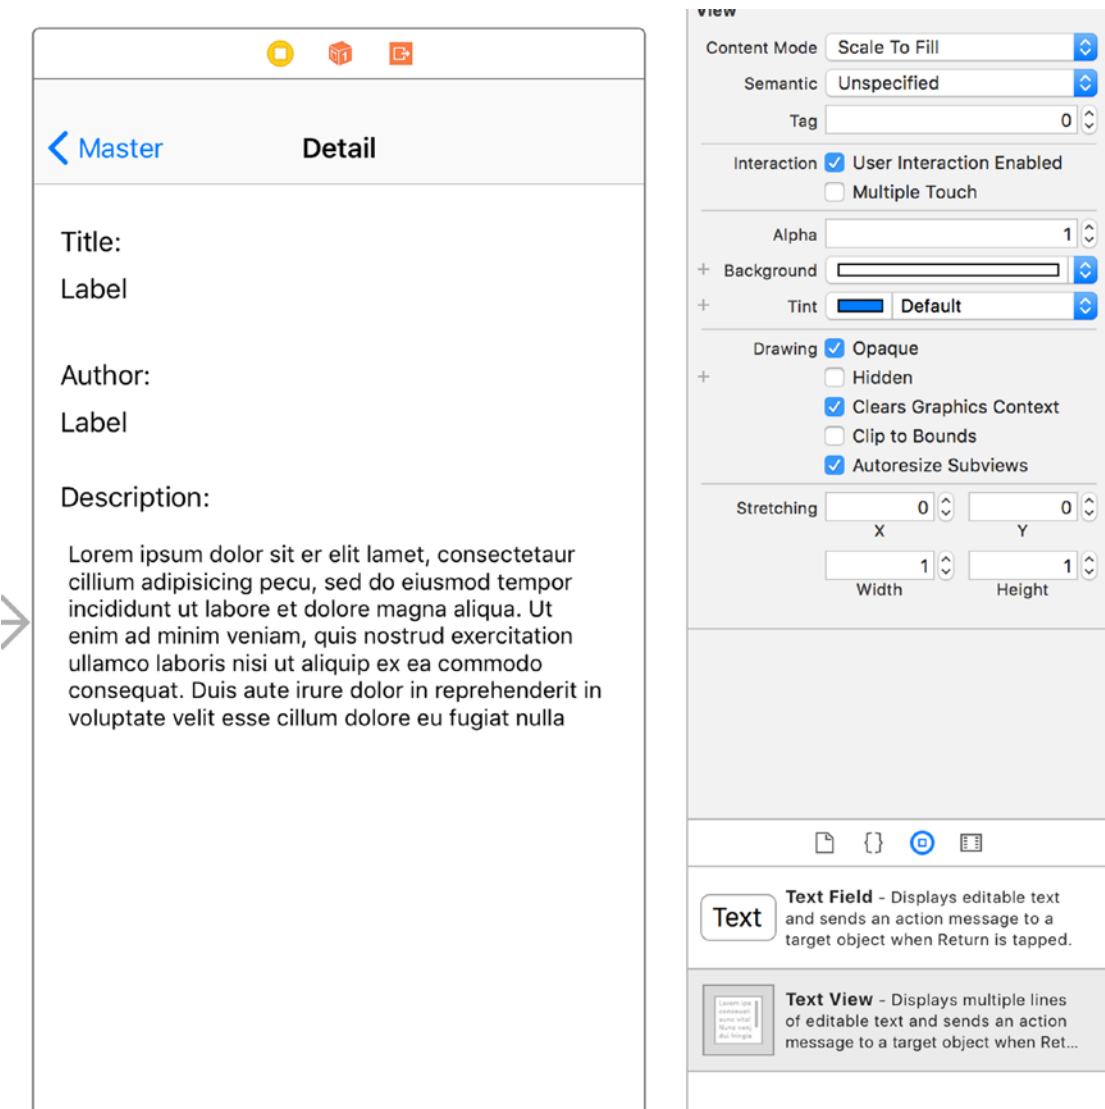 Master
Detail
Title:
Label
Author:
Label
Description:
Lorem ipsum dolor sit er elit lamet, consectetaur
cillium adipisicing pecu, sed do eiusmod tempor
incididunt ut labore et dolore magna aliqua. Ut
enim ad minim veniam, quis nostrud exercitation
ullamco laboris nisi ut aliquip ex ea commodo
consequat. Duis aute irure dolor in reprehenderit in
voluptate velit esse cillum dolore eu fugiat nulla
View
Content Mode Scale To Fill
Semantic Unspecified
Tag 0
Interaction User Interaction Enabled
Multiple Touch
Alpha 1
+ Background
+ Tint Default
Drawing Opaque
+ Hidden
Clears Graphics Context
Clip to Bounds
Autoresize Subviews
Stretching 0 0
X Y
1 1
Width Height
{}
Text Field - Displays editable text
Text and sends an action message to a
target object when Return is tapped.
Text View - Displays multiple lines
of editable text and sends an action
message to a target object when Ret...